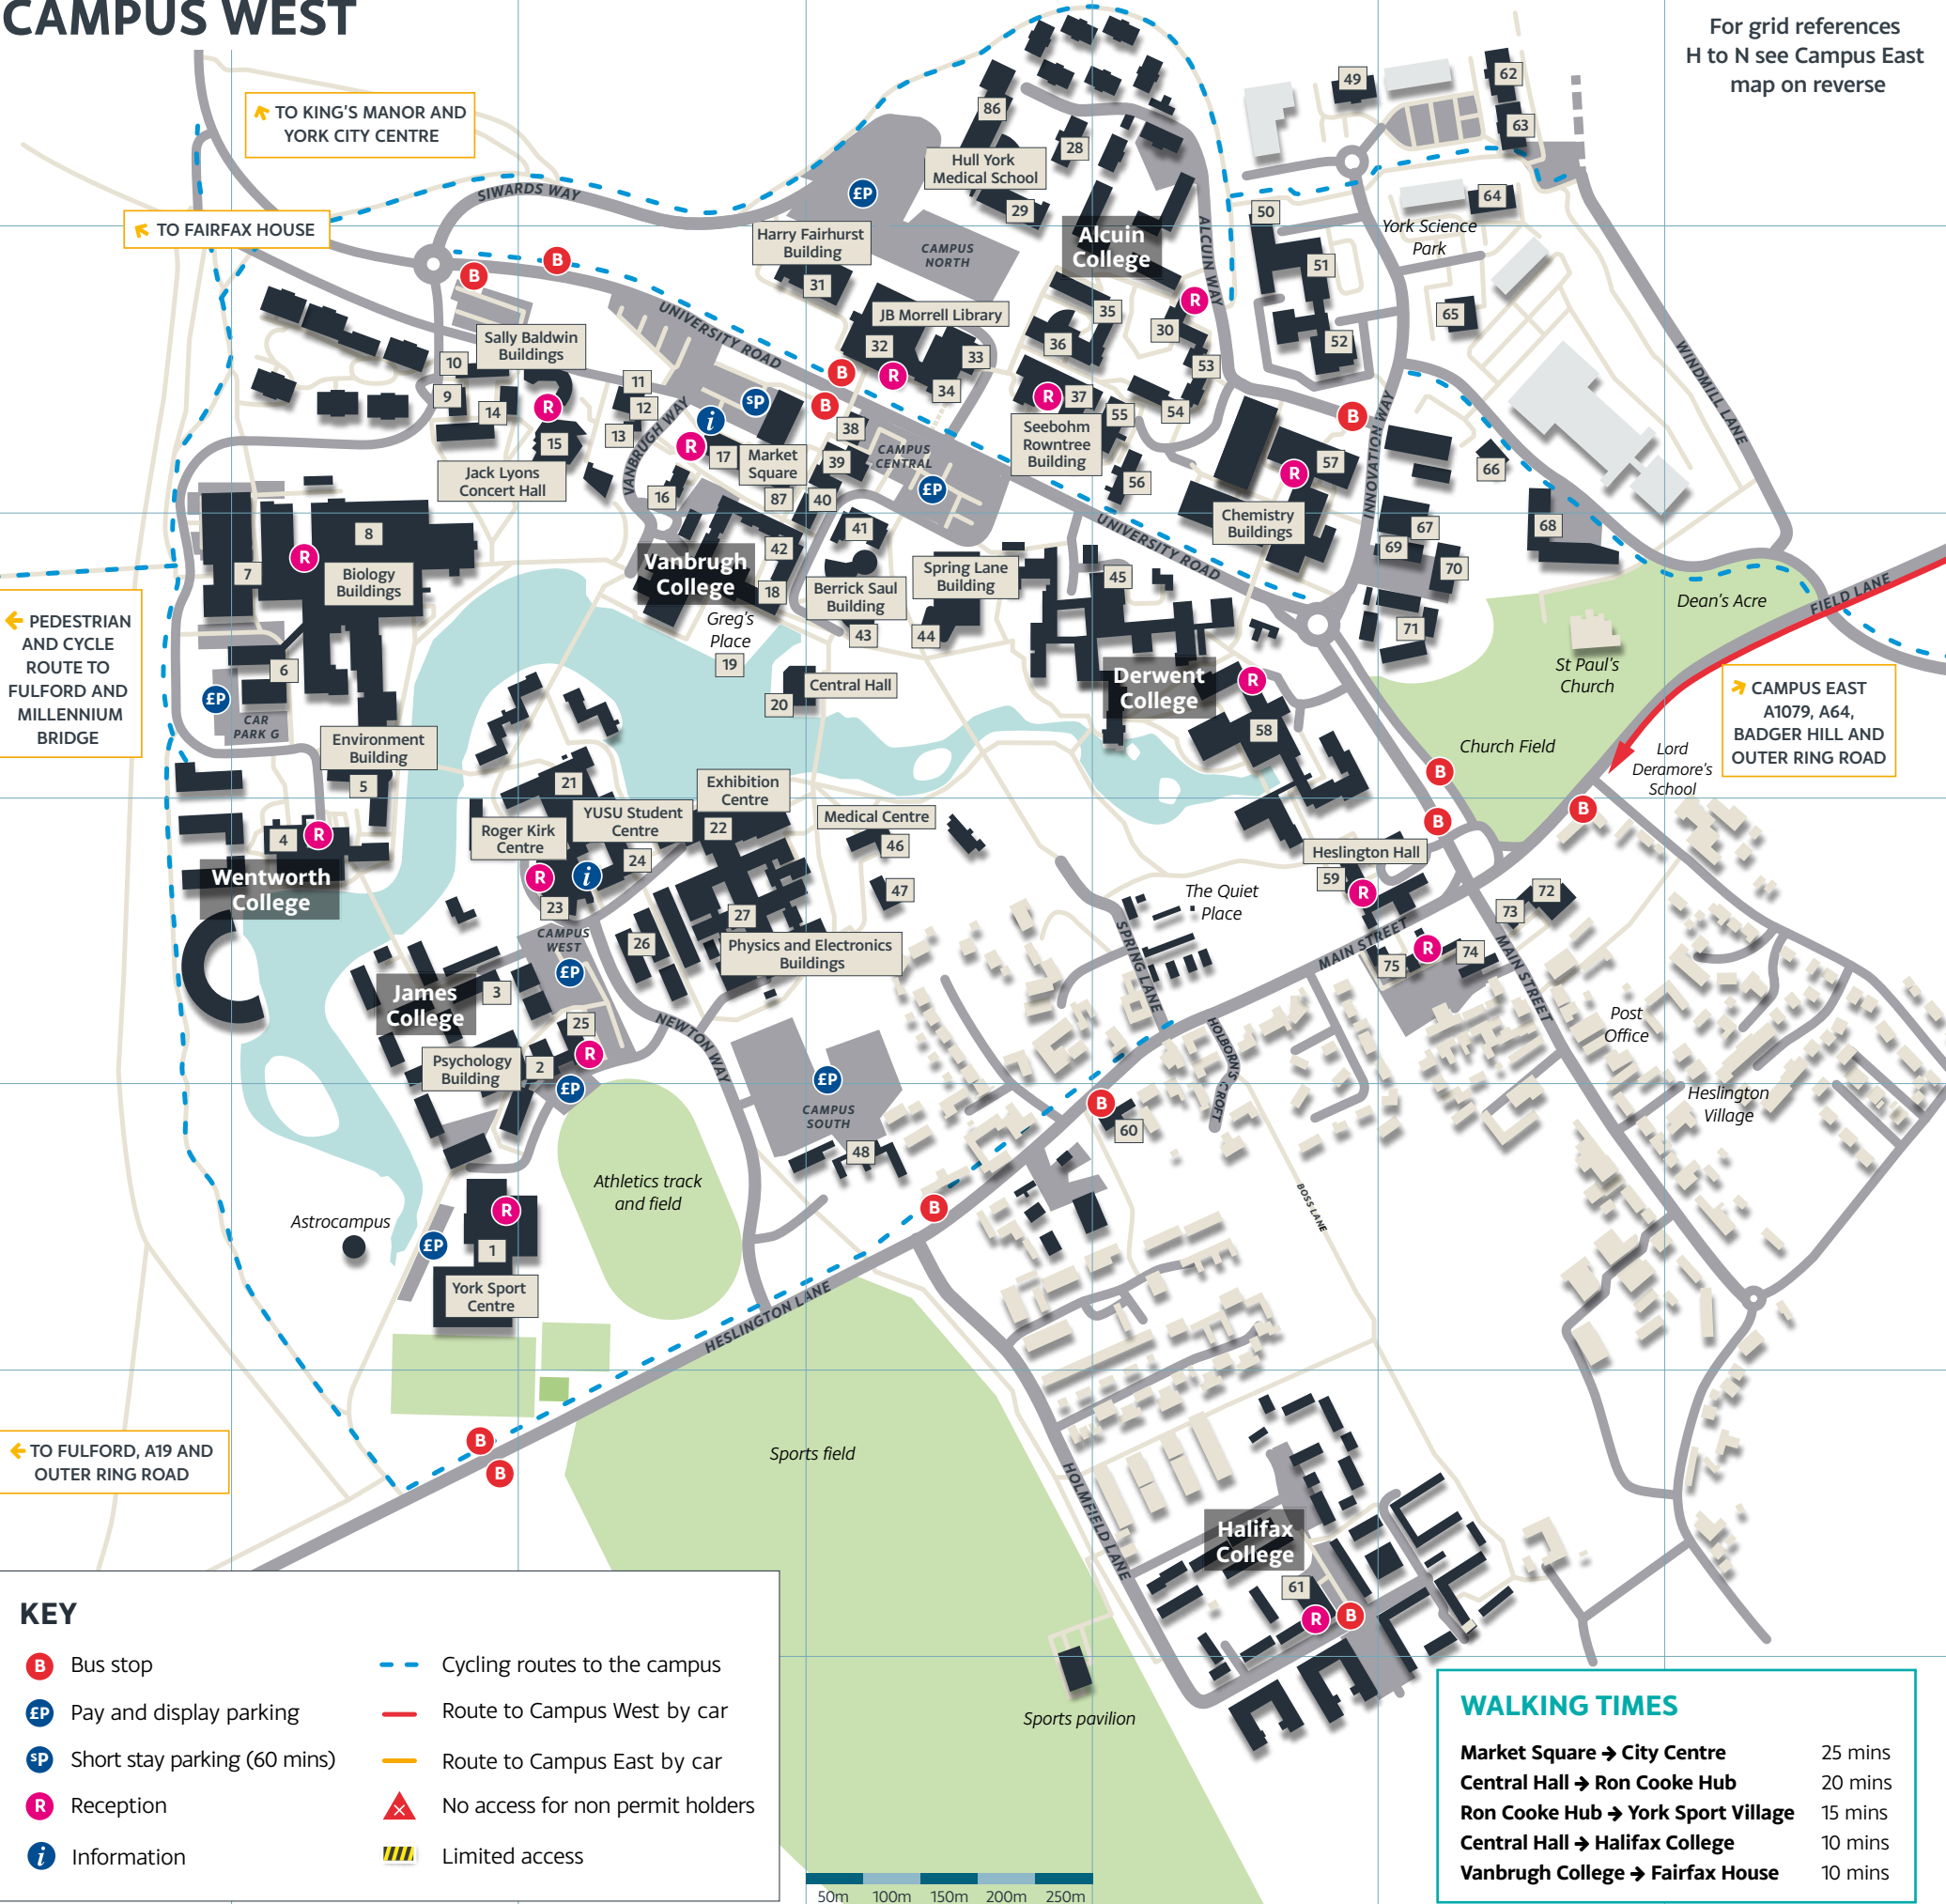 CAMPUS WEST
For grid references
H to N see Campus East
map on reverse
TO KING'S MANOR AND
YORK CITY CENTRE
TO FAIRFAX HOUSE
SIWARDS WAY
£P
86
28
Hull York
Medical School
29
49
62
63
64
50
York Science
Park
Harry Fairhurst
Building
31
CAMPUS
NORTH
Alcuin
College
ALCUIN WAY
51
B
B
R
35
30
65
52
UNIVERSITY ROAD
JB Morrell Library
32
33
34
36
53
Sally Baldwin
Buildings
10
9
14
R
15
11
12
13
B
R
B
sP
i
R
17
VANBRUGH WAY
38
39
Market
Square
87
40
16
CAMPUS
CENTRAL
£P
R
37
55
54
Seebohm
Rowntree
Building
56
B
INNOVATION WAY
WINDMILL LANE
66
R
57
Jack Lyons
Concert Hall
8
7
R
Biology
Buildings
41
42
Vanbrugh
College
18
Berrick Saul
Building
43
44
Spring Lane
Building
45
UNIVERSITY ROAD
Chemistry
Buildings
67
69
68
70
71
Dean's Acre
FIELD LANE
PEDESTRIAN
AND CYCLE
ROUTE TO
FULFORD AND
MILLENNIUM
BRIDGE
6
£P
CAR
PARK G
Greg's
Place
19
20
Central Hall
Derwent
College
R
58
St Paul's
Church
Church Field
CAMPUS EAST
A1079, A64,
BADGER HILL AND
OUTER RING ROAD
Lord
Deramore's
School
Environment
Building
5
4
R
Wentworth
College
21
Exhibition
Centre
22
YUSU Student
Centre
Roger Kirk
Centre
24
R
i
23
Medical Centre
46
47
B
B
B
Heslington Hall
59
R
72
73
R
74
75
The Quiet
Place
MAIN STREET
MAIN STREET
SPRING LANE
CAMPUS
WEST
£P
26
27
Physics and Electronics
Buildings
James
College
3
25
R
Psychology
Building
2
£P
NEWTON WAY
£P
CAMPUS
SOUTH
48
HOLBORN'S CROFT
Post
Office
Heslington
Village
B
60
BOSS LANE
Athletics track
and field
Astrocampus
£P
R
1
York Sport
Centre
B
HESLINGTON LANE
TO FULFORD, A19 AND
OUTER RING ROAD
B
B
Sports field
HOLMFIELD LANE
Halifax
College
61
R
B
Sports pavilion
KEY
B Bus stop
£P Pay and display parking
sP Short stay parking (60 mins)
R Reception
i Information
Cycling routes to the campus
Route to Campus West by car
Route to Campus East by car
No access for non permit holders
Limited access
50m 100m 150m 200m 250m
WALKING TIMES
Market Square → City Centre 25 mins
Central Hall → Ron Cooke Hub 20 mins
Ron Cooke Hub → York Sport Village 15 mins
Central Hall → Halifax College 10 mins
Vanbrugh College → Fairfax House 10 mins